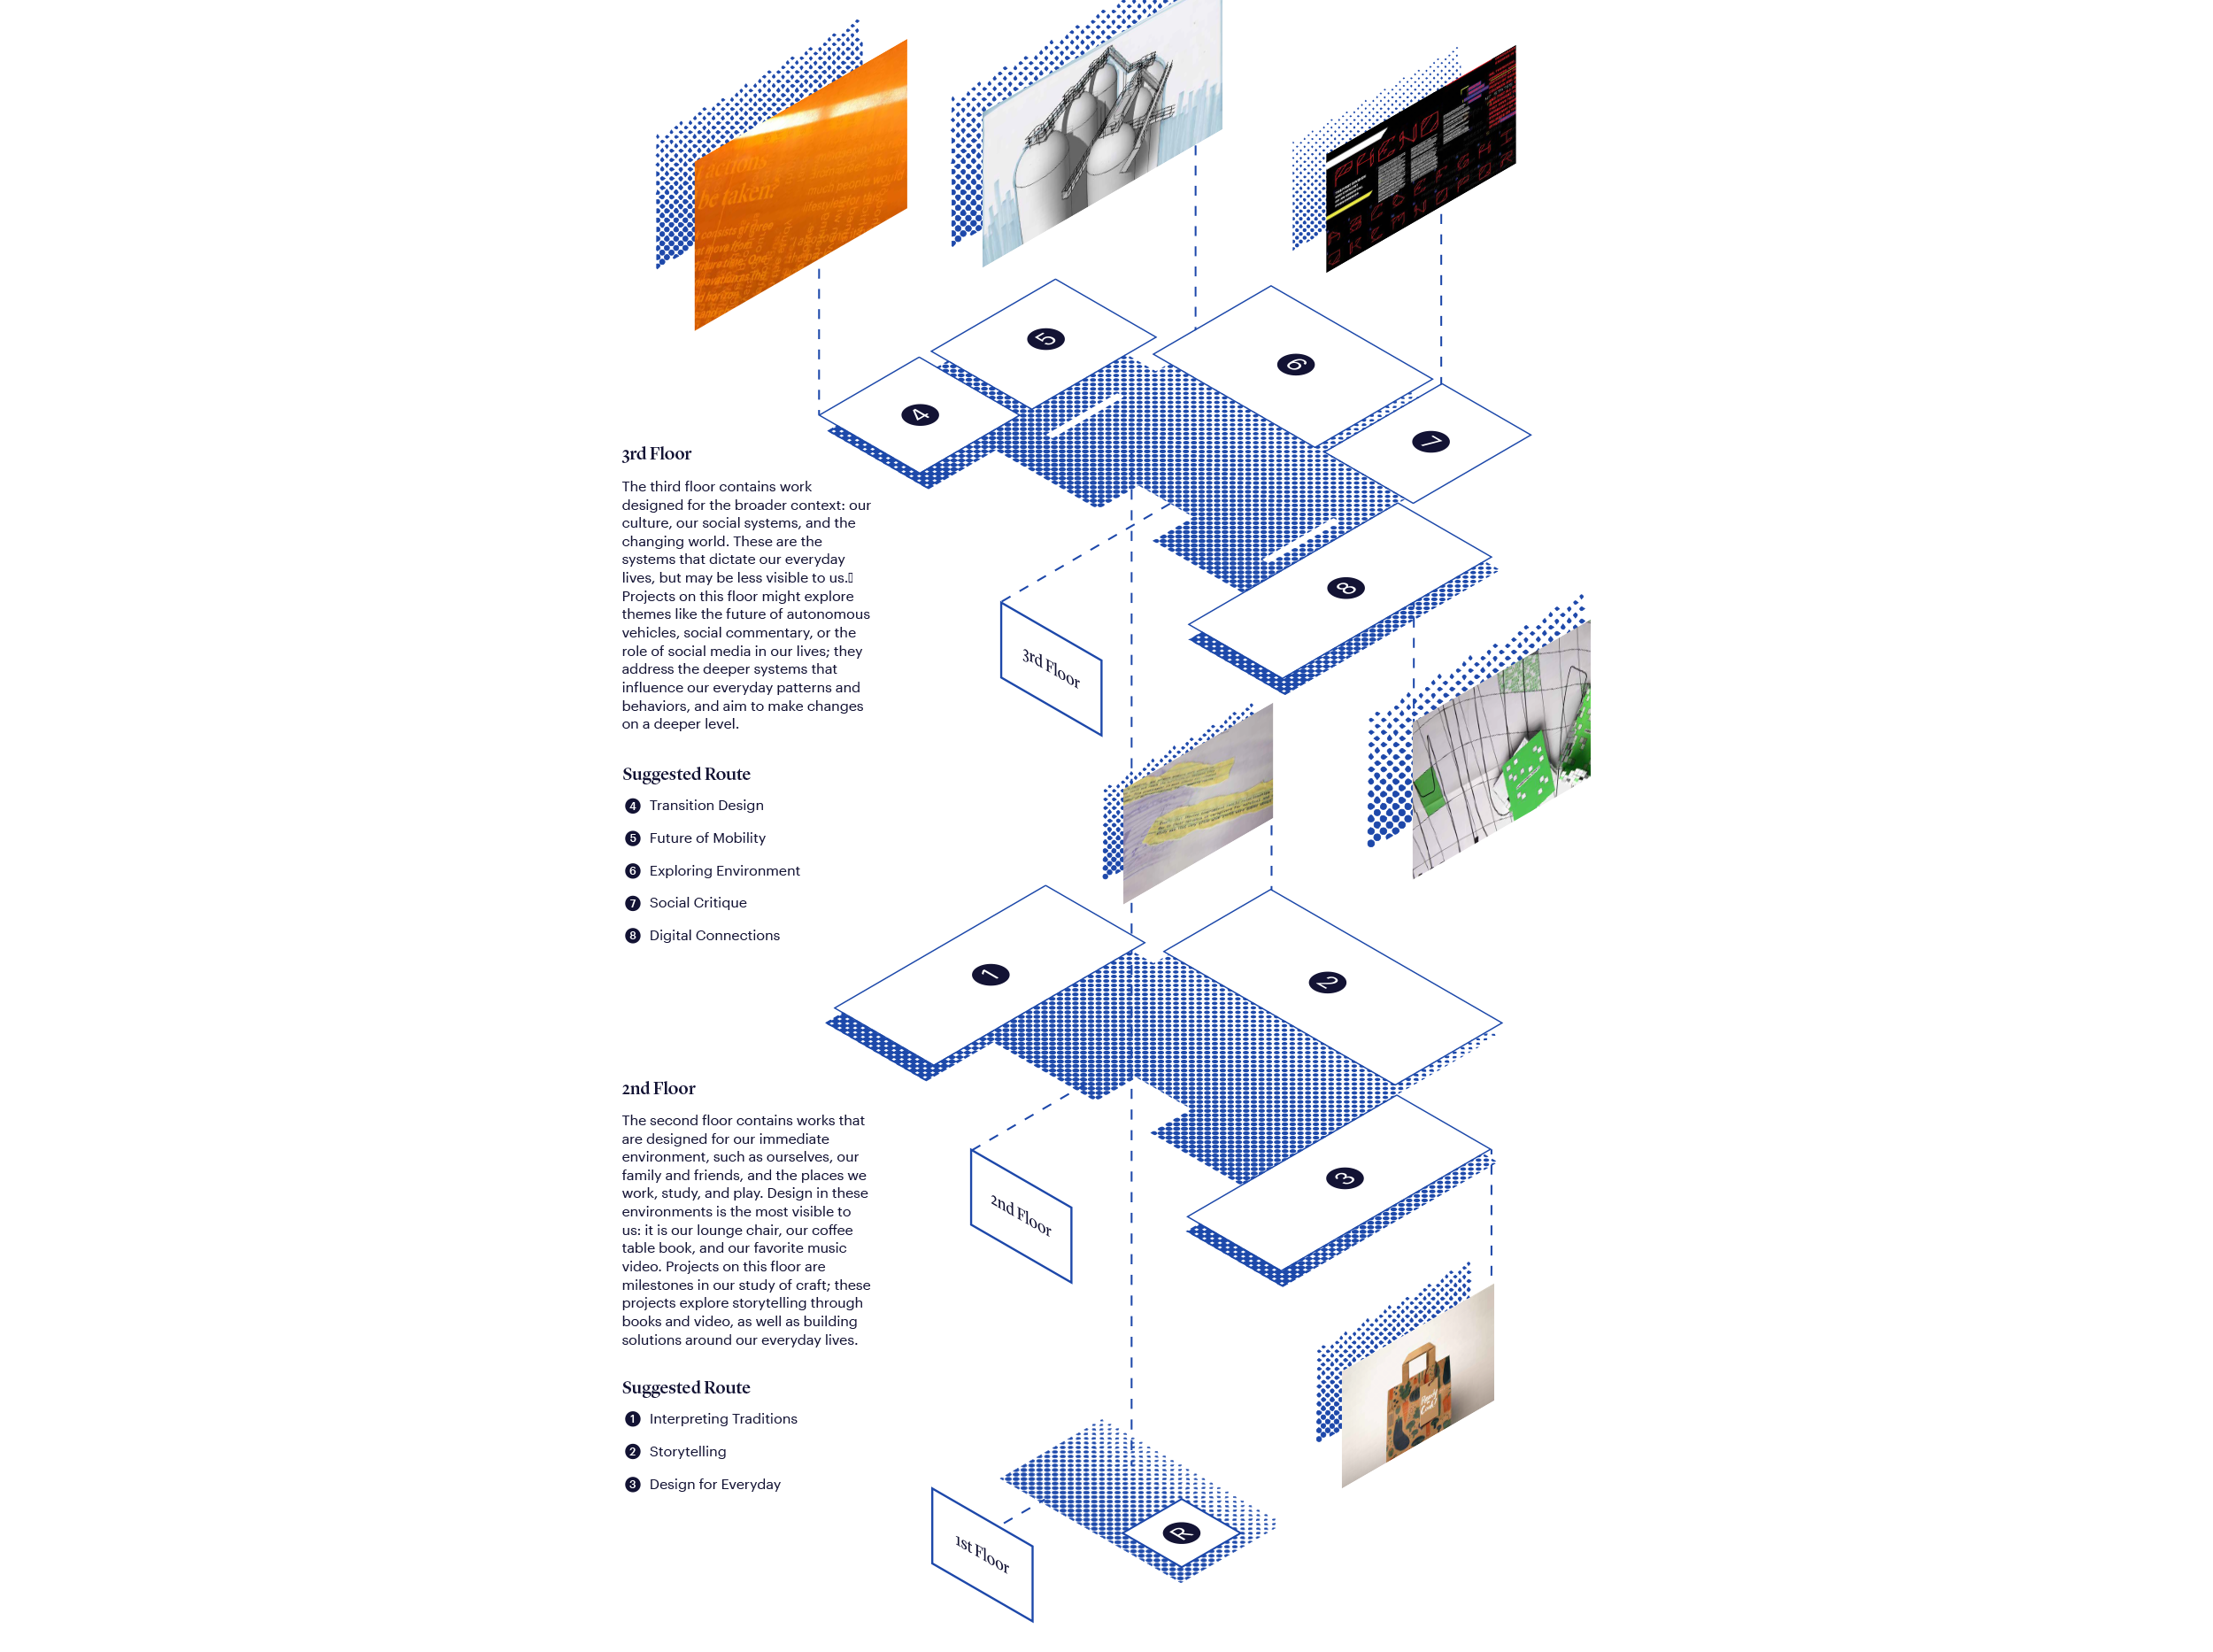 actions
be taken?
PHENO
5
6
4
7
3rd Floor
The third floor contains work
designed for the broader context: our
culture, our social systems, and the
changing world. These are the
systems that dictate our everyday
lives, but may be less visible to us.
Projects on this floor might explore
themes like the future of autonomous
vehicles, social commentary, or the
role of social media in our lives; they
address the deeper systems that
influence our everyday patterns and
behaviors, and aim to make changes
on a deeper level.
8
3rd Floor
Suggested Route
4 Transition Design
5 Future of Mobility
6 Exploring Environment
7 Social Critique
8 Digital Connections
1
2
2nd Floor
The second floor contains works that
are designed for our immediate
environment, such as ourselves, our
family and friends, and the places we
work, study, and play. Design in these
environments is the most visible to
us: it is our lounge chair, our coffee
table book, and our favorite music
video. Projects on this floor are
milestones in our study of craft; these
projects explore storytelling through
books and video, as well as building
solutions around our everyday lives.
3
2nd Floor
Suggested Route
1 Interpreting Traditions
2 Storytelling
3 Design for Everyday
R
1st Floor